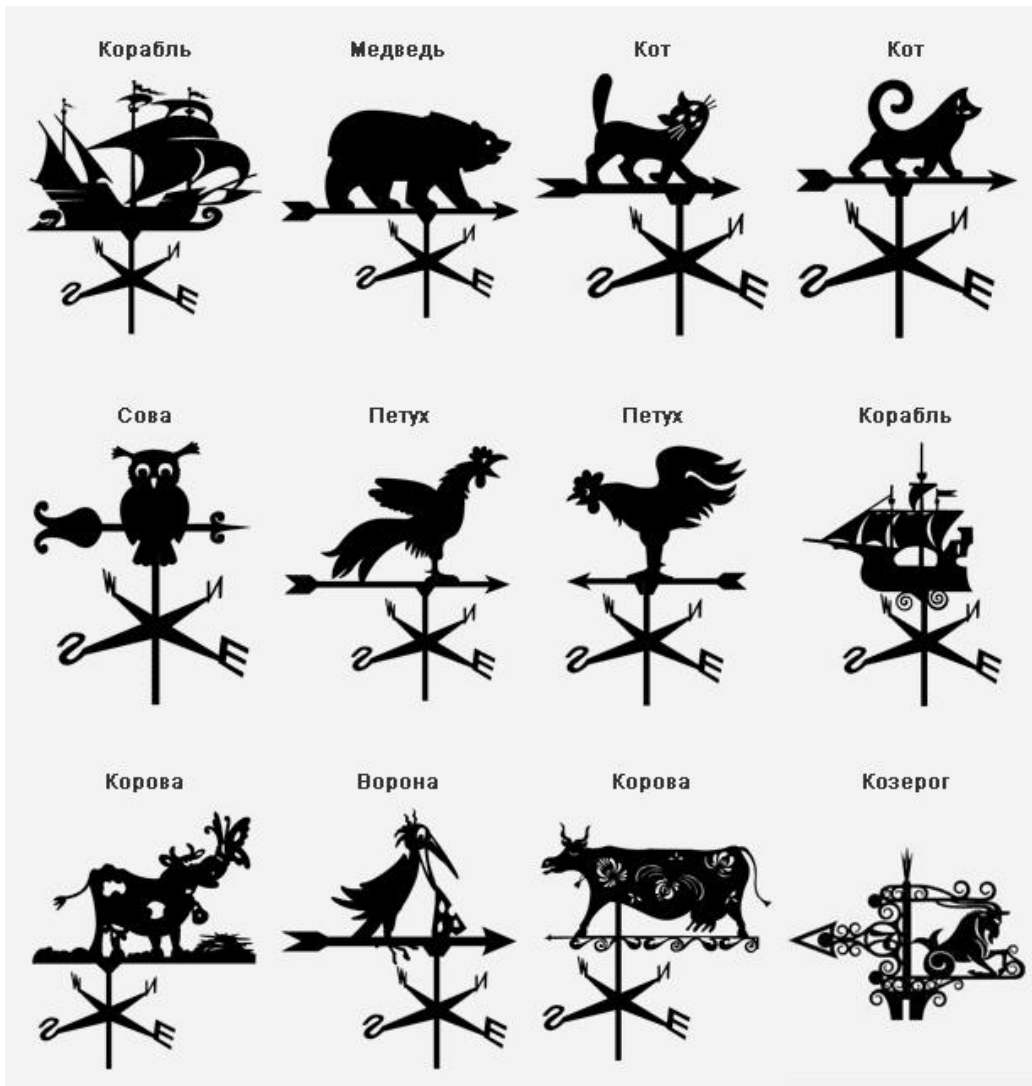 Корабль Медведь Кот Кот
W N W N W N W N
S E S E S E S E
Сова Петух Петух Корабль
W N W N W N W N
S E S E S E S E
Корова Ворона Корова Козерог
W N W N W N
S E S E S E